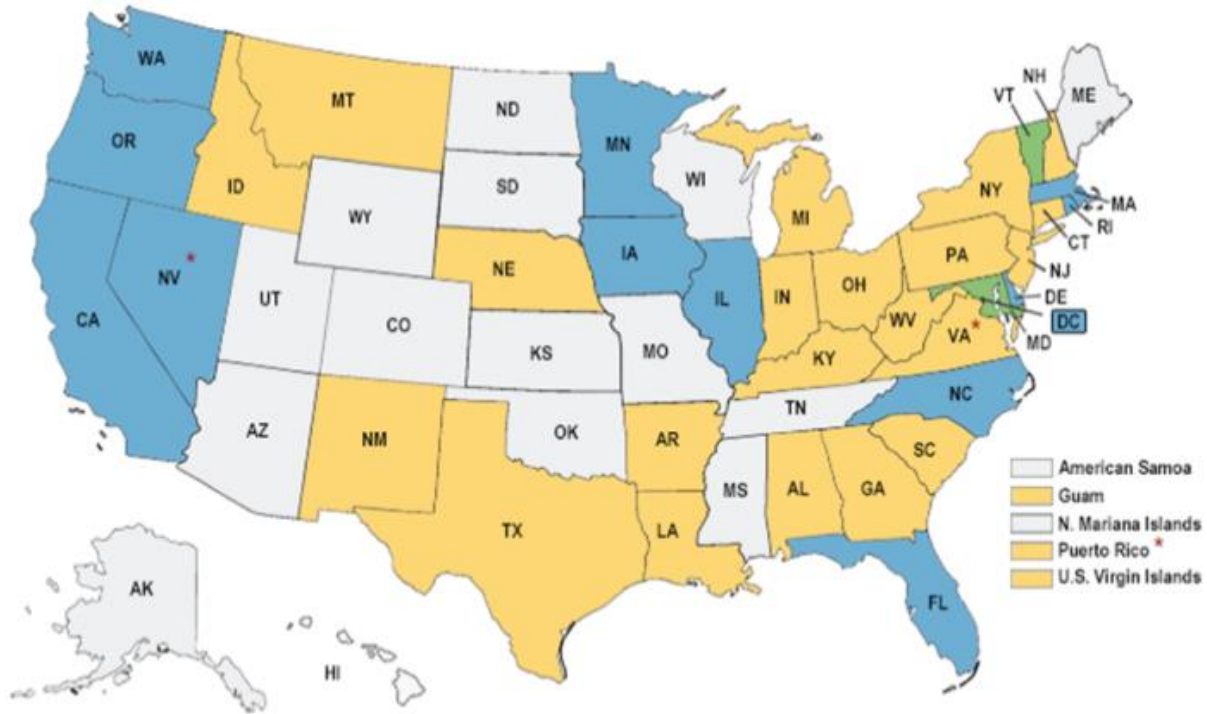 WA
MT
ND
MN
NH
VT
ME
OR
ID
SD
WI
NY
MI
MA
RI
CT
WY
NE
IA
PA
NJ
NV *
UT
IL
IN
OH
DE
DC
MD
CA
CO
KS
MO
WV
VA *
KY
NC
TN
AZ
NM
OK
AR
SC
MS
AL
GA
TX
LA
FL
AK
HI
American Samoa
Guam
N. Mariana Islands
Puerto Rico *
U.S. Virgin Islands